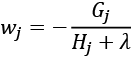 w_j = -\frac{G_j}{H_j + \lambda}